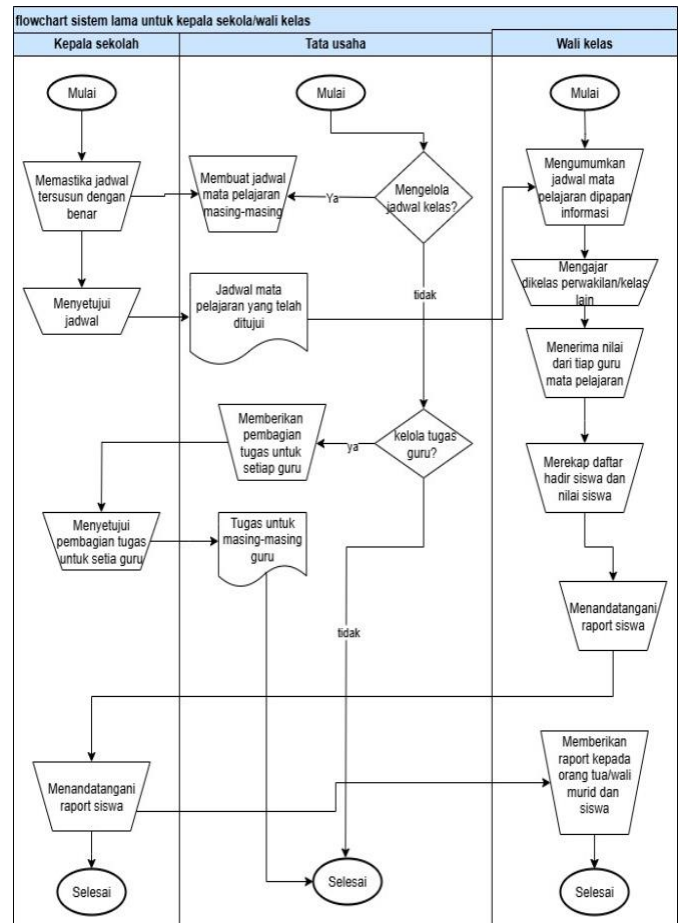 flowchart sistem lama untuk kepala sekola/wali kelas
Kepala sekolah
Tata usaha
Wali kelas
Mulai
Mulai
Mulai
Memastika jadwal
tersusun dengan
benar
Membuat jadwal
mata pelajaran
masing-masing
Ya
Mengelola
jadwal kelas?
Mengumumkan
jadwal mata
pelajaran dipapan
informasi
Menyetujui
jadwal
Jadwal mata
pelajaran yang telah
ditujui
tidak
Mengajar
dikelas perwakilan/kelas
lain
Menerima nilai
dari tiap guru
mata pelajaran
Memberikan
pembagian
tugas untuk
setiap guru
ya
kelola tugas
guru?
Merekap daftar
hadir siswa dan
nilai siswa
Menyetujui
pembagian tugas
untuk setia guru
Tugas untuk
masing-masing
guru
Menandatangani
raport siswa
tidak
Menandatangani
raport siswa
Memberikan
raport kepada
orang tua/wali
murid dan
siswa
Selesai
Selesai
Selesai